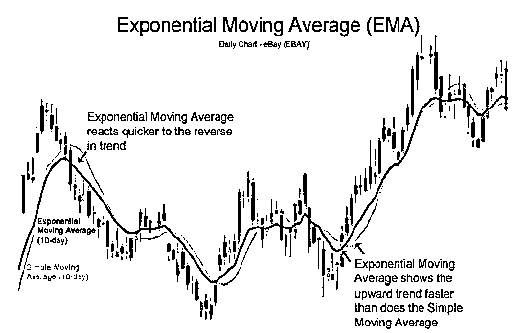 Exponential Moving Average (EMA)
Daily Chart - eBay (EBAY)
Exponential Moving Average
reacts quicker to the reverse
in trend
Exponential
Moving Average
(10-day)
Simple Moving
Average (10-day)
Exponential Moving
Average shows the
upward trend faster
than does the Simple
Moving Average